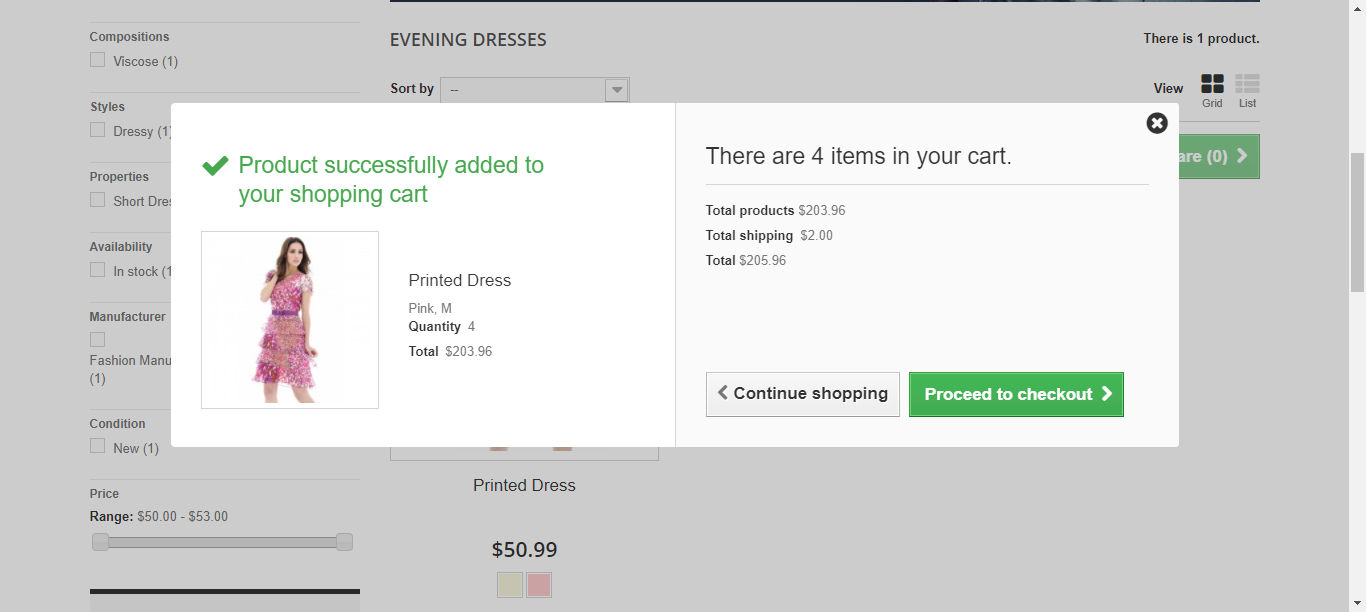 Compositions
Viscose (1)
Styles
Dressy (1)
Properties
Short
Availability
In stock
Manufacturer
Fashion
(1)
Condition
New (1)
Price
Range: $50.00 - $53.00
EVENING DRESSES
There is 1 product.
Sort by --
View
Grid
List
(0)
Product successfully added to
your shopping cart
Printed Dress
Pink, M
Quantity 4
Total $203.96
There are 4 items in your cart.
Total products $203.96
Total shipping $2.00
Total $205.96
Continue shopping
Proceed to checkout
Printed Dress
$50.99